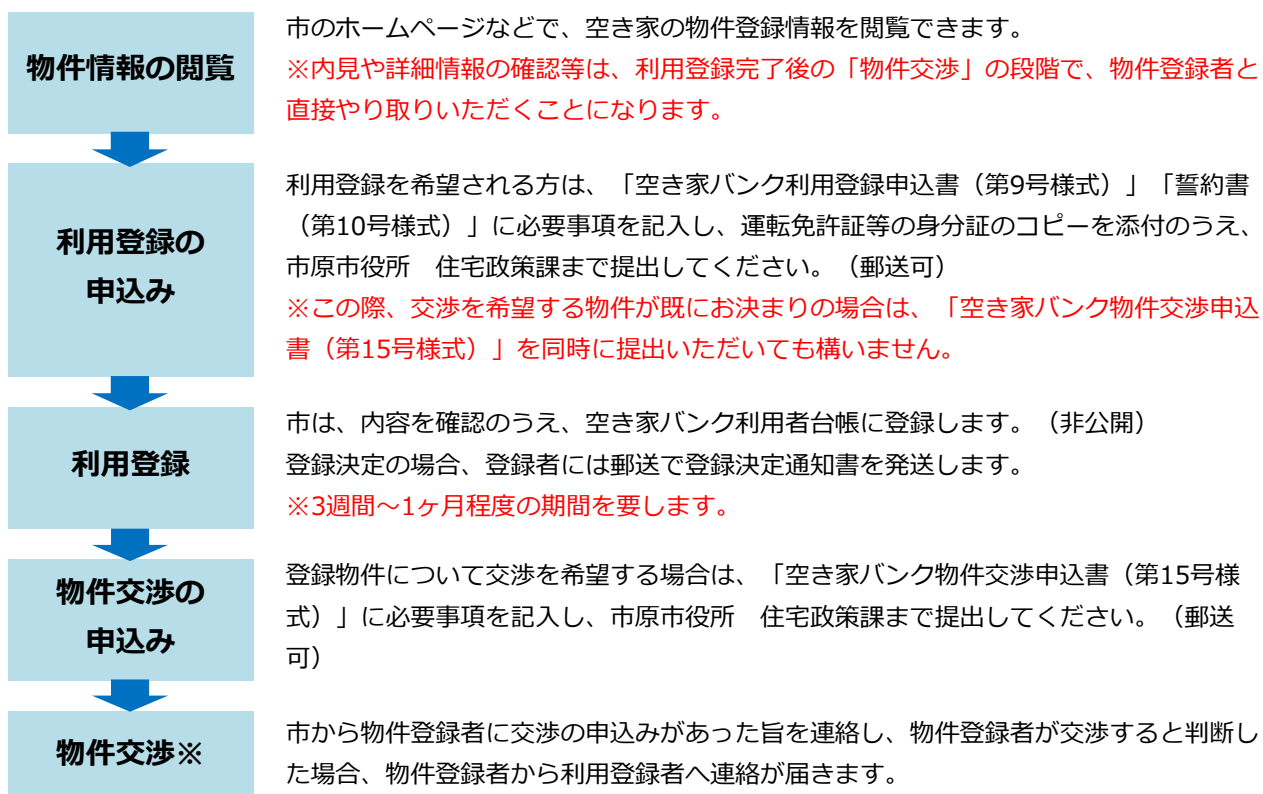 物件情報の閲覧
市のホームページなどで、空き家の物件登録情報を閲覧できます。
※内見や詳細情報の確認等は、利用登録完了後の「物件交渉」の段階で、物件登録者と
直接やり取りいただくことになります。
利用登録の
申込み
利用登録を希望される方は、「空き家バンク利用登録申込書（第9号様式）」「誓約書
（第10号様式）」に必要事項を記入し、運転免許証等の身分証のコピーを添付のうえ、
市原市役所　住宅政策課まで提出してください。（郵送可）
※この際、交渉を希望する物件が既にお決まりの場合は、「空き家バンク物件交渉申込
書（第15号様式）」を同時に提出いただいても構いません。
利用登録
市は、内容を確認のうえ、空き家バンク利用者台帳に登録します。（非公開）
登録決定の場合、登録者には郵送で登録決定通知書を発送します。
※3週間～1ヶ月程度の期間を要します。
物件交渉の
申込み
登録物件について交渉を希望する場合は、「空き家バンク物件交渉申込書（第15号様
式）」に必要事項を記入し、市原市役所　住宅政策課まで提出してください。（郵送
可）
物件交渉※
市から物件登録者に交渉の申込みがあった旨を連絡し、物件登録者が交渉すると判断し
た場合、物件登録者から利用登録者へ連絡が届きます。